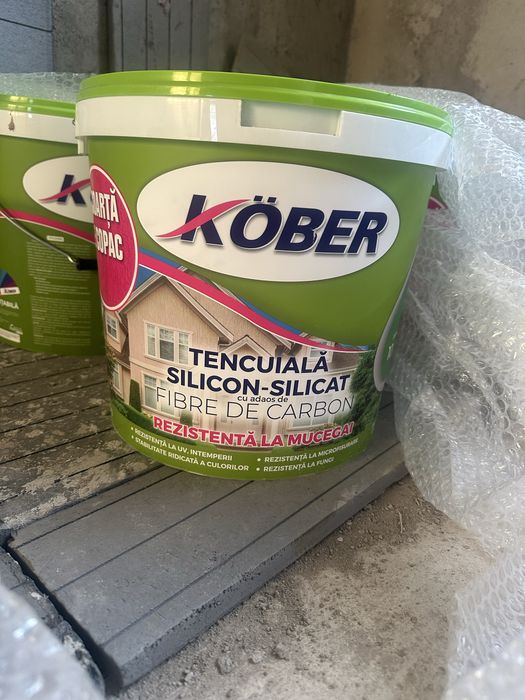 KÖBER
TENCUIALĂ
SILICON-SILICAT
cu adaos de
FIBRE DE CARBON
REZISTENTĂ LA MUCEGAI
• REZISTENȚĂ LA UV, INTEMPERII
• STABILITATE RIDICATĂ A CULORILOR
• REZISTENȚĂ LA MICROFISURARE
• REZISTENȚĂ LA FUNGI